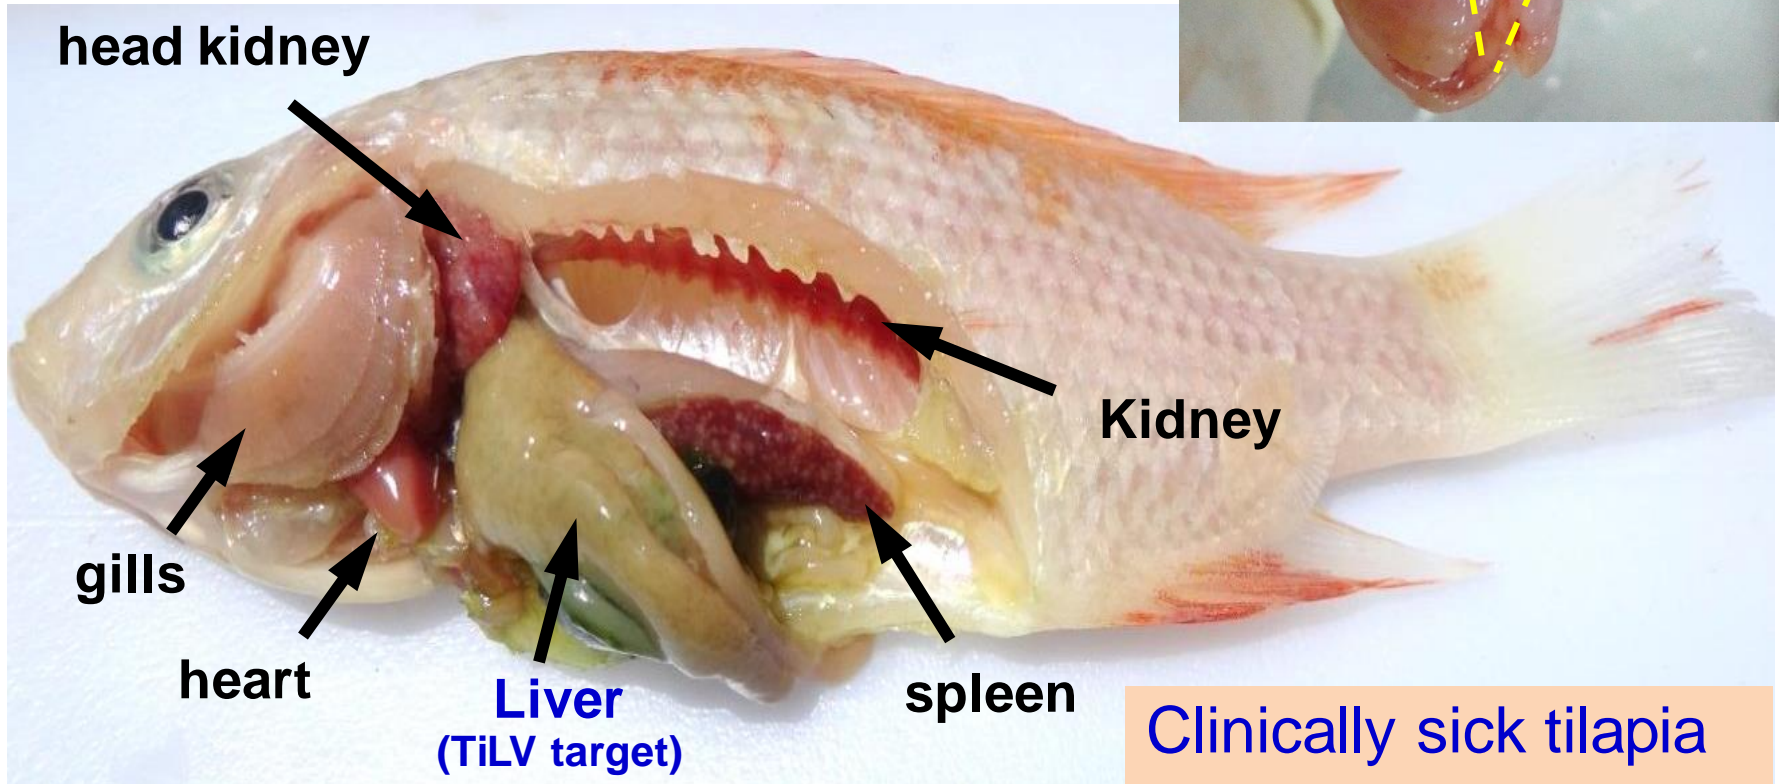 head kidney
Kidney
gills
heart
Liver
(TiLV target)
spleen
Clinically sick tilapia